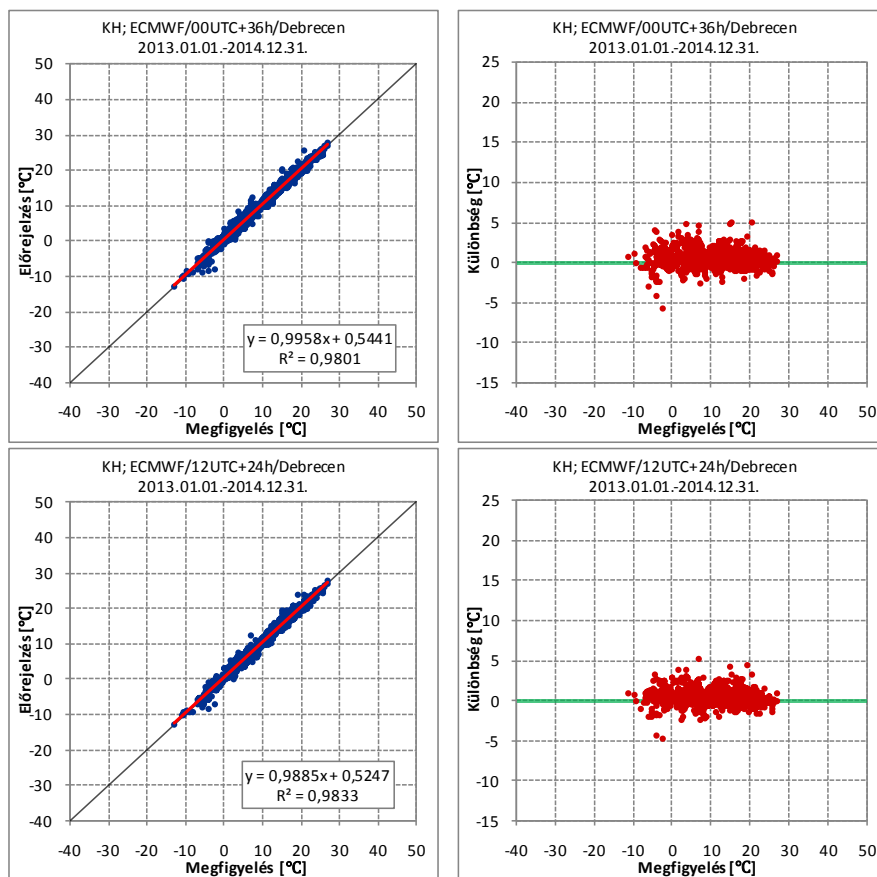 KH; ECMWF/00UTC+36h/Debrecen
2013.01.01.-2014.12.31.
50
40
30
20
10
0
-10
-20
-30
-40
Előrejelzés [°C]
y = 0,9958x + 0,5441
R² = 0,9801
-40 -30 -20 -10 0 10 20 30 40 50
Megfigyelés [°C]
KH; ECMWF/00UTC+36h/Debrecen
2013.01.01.-2014.12.31.
25
20
15
10
5
0
-5
-10
-15
Különbség [°C]
-40 -30 -20 -10 0 10 20 30 40 50
Megfigyelés [°C]
KH; ECMWF/12UTC+24h/Debrecen
2013.01.01.-2014.12.31.
50
40
30
20
10
0
-10
-20
-30
-40
Előrejelzés [°C]
y = 0,9885x + 0,5247
R² = 0,9833
-40 -30 -20 -10 0 10 20 30 40 50
Megfigyelés [°C]
KH; ECMWF/12UTC+24h/Debrecen
2013.01.01.-2014.12.31.
25
20
15
10
5
0
-5
-10
-15
Különbség [°C]
-40 -30 -20 -10 0 10 20 30 40 50
Megfigyelés [°C]